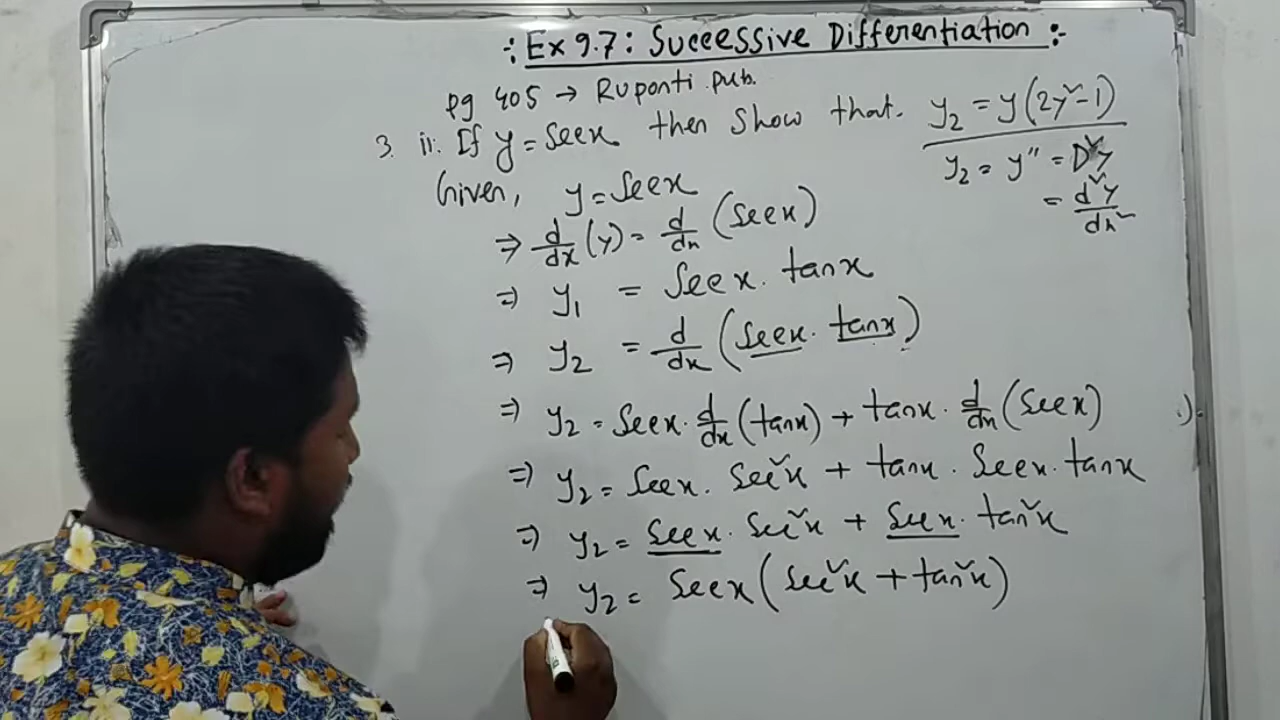 :Ex 9.7: Successive Differentiation :-
pg 405 → Ruponti pub.
3. ii. If y = Secx then Show that. y₂ = y(2y²-1)
y₂ = y'' = D²y
= d²y/dx²
Given, y = Secx
⇒ d/dx (y) = d/dx (Secx)
⇒ y₁ = Secx. tanx
⇒ y₂ = d/dx (Secx. tanx)
⇒ y₂ = Secx. d/dx (tanx) + tanx. d/dx (Secx)
⇒ y₂ = Secx. Sec²x + tanx. Secx. tanx
⇒ y₂ = Secx. Sec²x + Secx. tan²x
⇒ y₂ = Secx (Sec²x + tan²x)